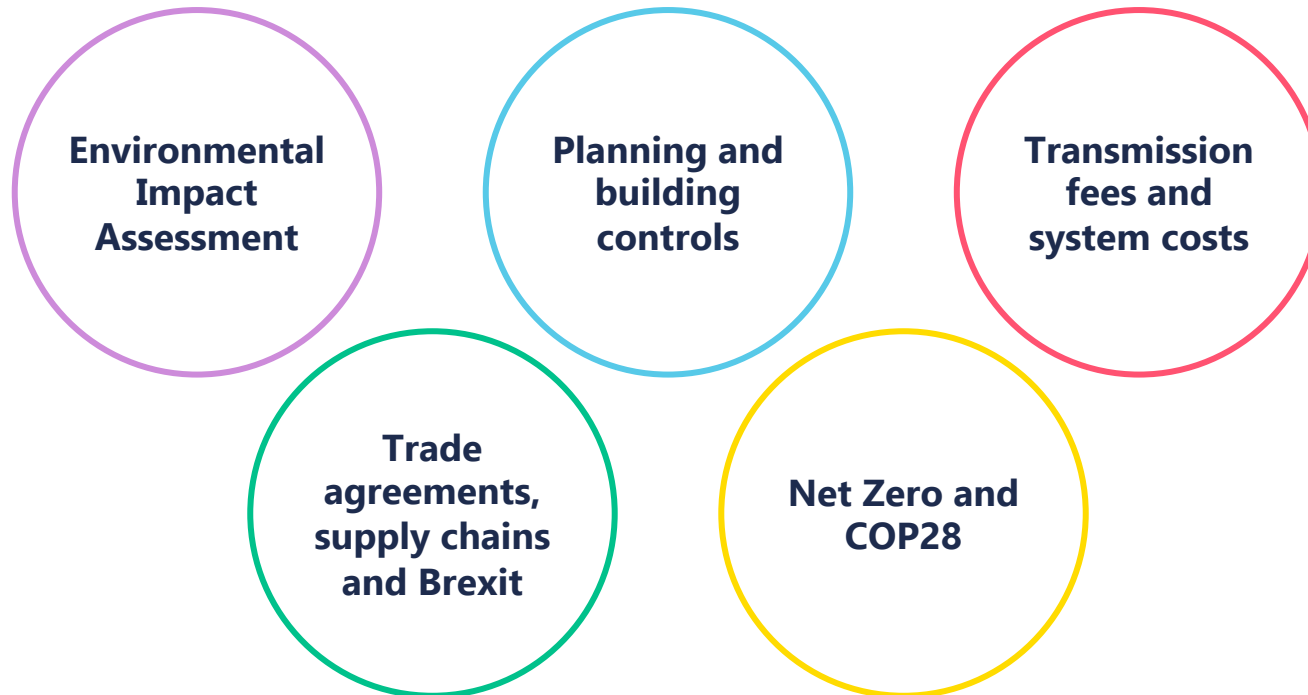 Environmental
Impact
Assessment
Planning and
building
controls
Transmission
fees and
system costs
Trade
agreements,
supply chains
and Brexit
Net Zero and
COP28